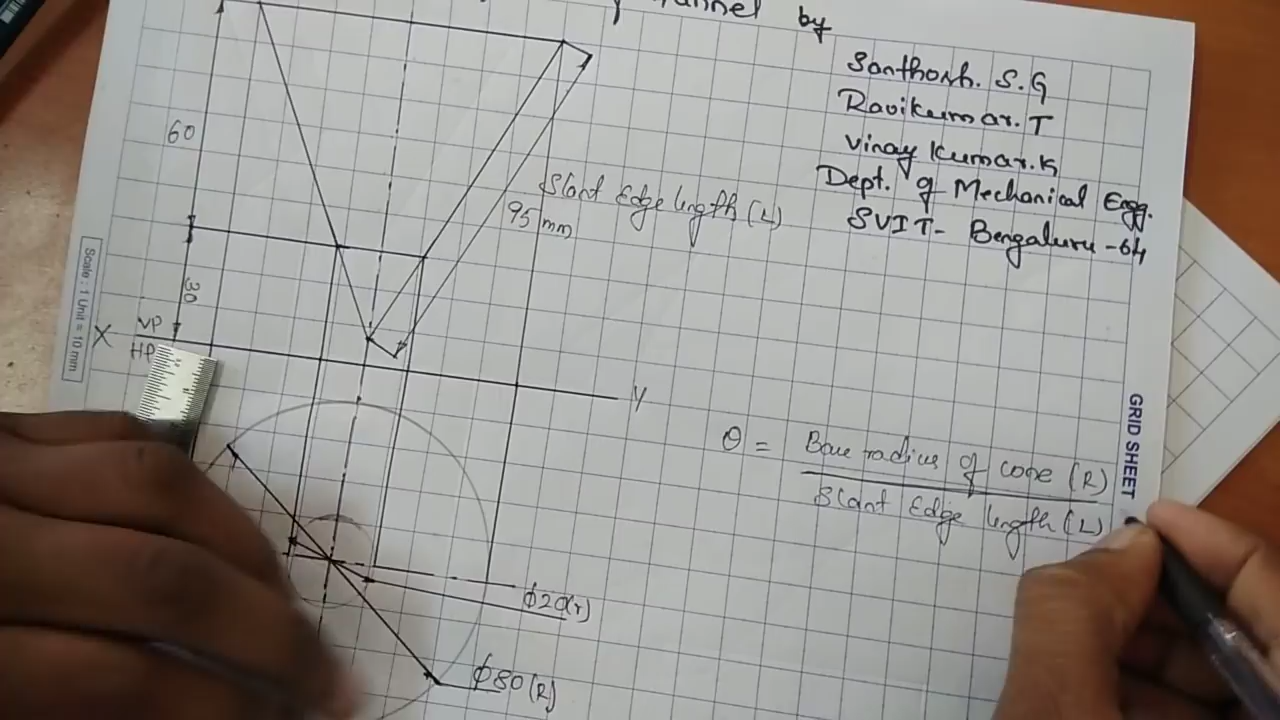 by
Santhosh. S.G
Ravikumar. T
Vinay Kumar. K
Dept. of Mechanical Egg.
SVIT- Bengaluru -64
60
Slant Edge length (L)
95 mm
30
X
VP
HP
Y
Scale : 1 Unit = 10 mm
GRID SHEET
θ = Base radius of cone (R)
Slant Edge length (L)
ϕ20(r)
ϕ80(R)